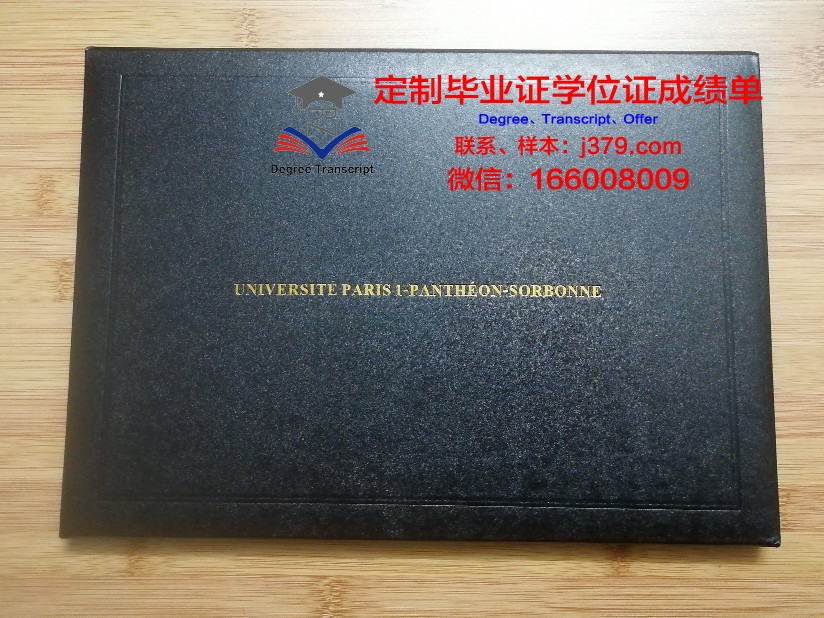 定制毕业证学位证成绩单
Degree、Transcript、Offer
联系、样本：j379.com
微信：166008009
Degree Transcript
UNIVERSITE PARIS 1-PANTHÉON-SORBONNE